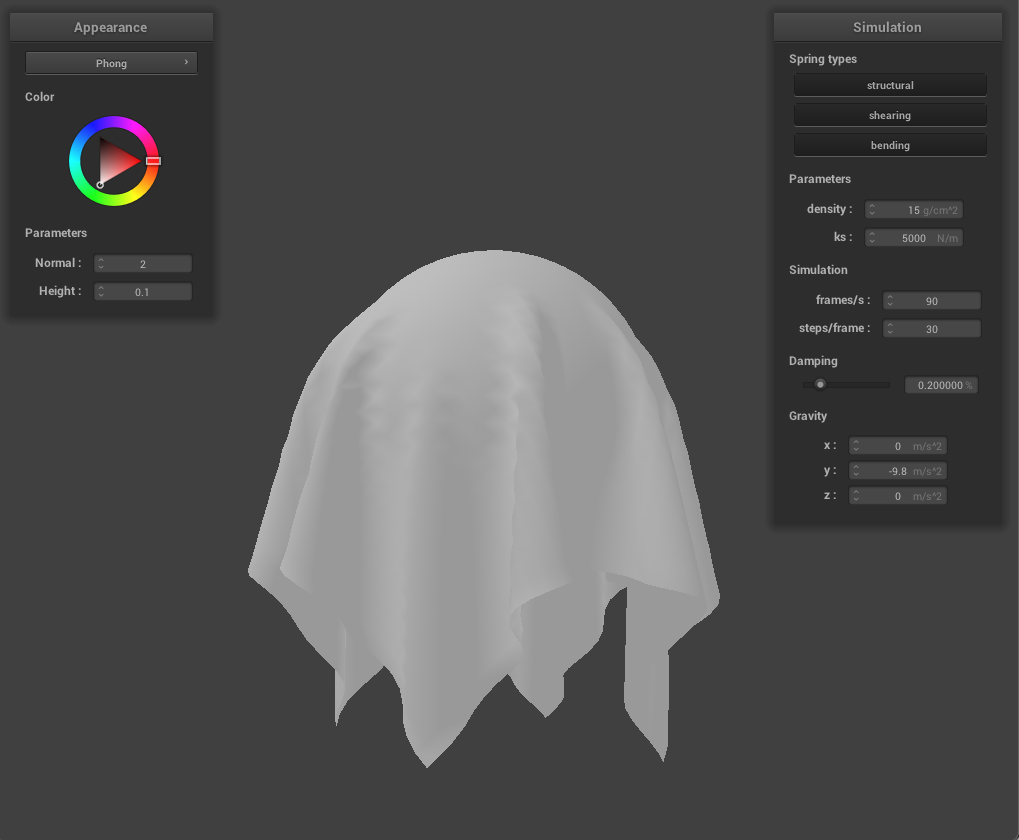 Appearance
Phong ›
Color
Parameters
Normal : 2
Height : 0.1
Simulation
Spring types
structural
shearing
bending
Parameters
density : 15 g/cm^2
ks : 5000 N/m
Simulation
frames/s : 90
steps/frame : 30
Damping
0.200000 %
Gravity
x : 0 m/s^2
y : -9.8 m/s^2
z : 0 m/s^2